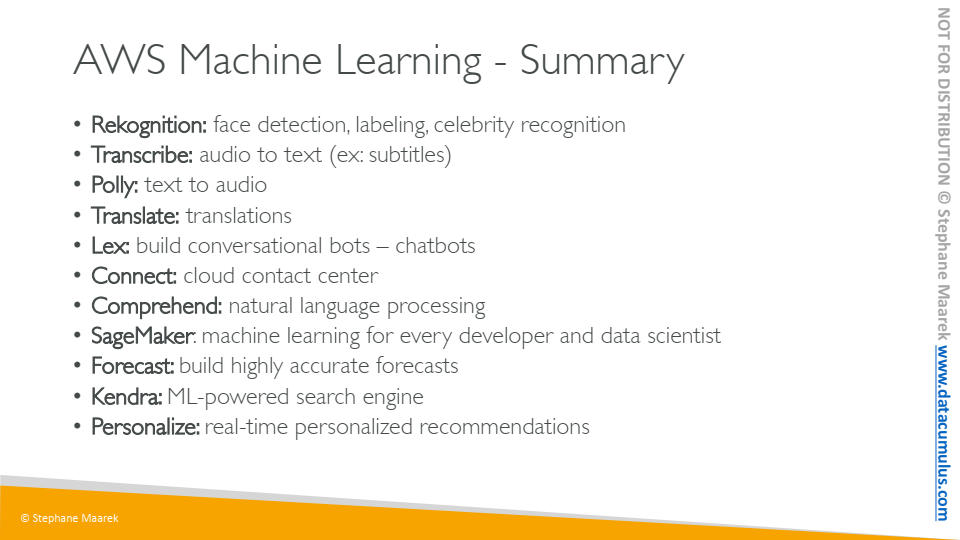 AWS Machine Learning - Summary
• Rekognition: face detection, labeling, celebrity recognition
• Transcribe: audio to text (ex: subtitles)
• Polly: text to audio
• Translate: translations
• Lex: build conversational bots – chatbots
• Connect: cloud contact center
• Comprehend: natural language processing
• SageMaker: machine learning for every developer and data scientist
• Forecast: build highly accurate forecasts
• Kendra: ML-powered search engine
• Personalize: real-time personalized recommendations
© Stephane Maarek
NOT FOR DISTRIBUTION © Stephane Maarek www.datacumulus.com